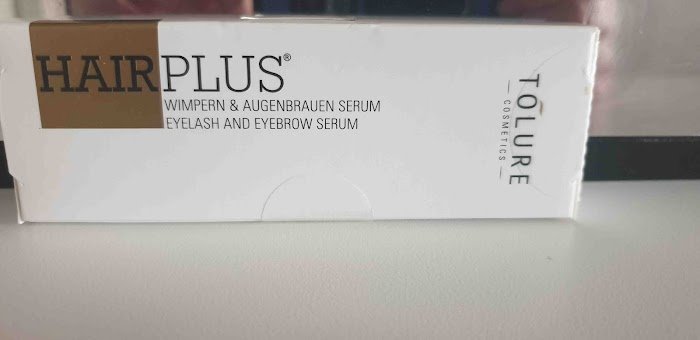 HAIRPLUS®
WIMPERN & AUGENBRAUEN SERUM
EYELASH AND EYEBROW SERUM
TOLURE
— COSMETICS —